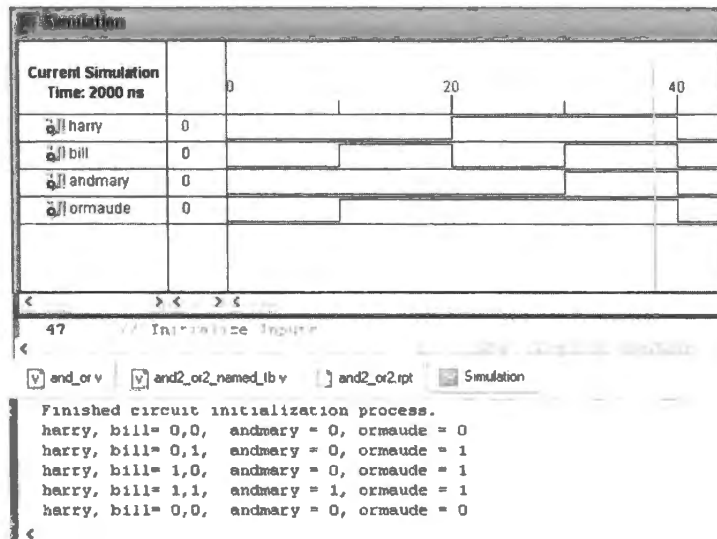 Simulation
Current Simulation
Time: 2000 ns
0 20 40
harry 0
bill 0
andmary 0
ormaude 0
47 // Initialize Inputs
and_or v and2_or2_named_tb v and2_or2.rpt Simulation
Finished circuit initialization process.
harry, bill= 0,0, andmary = 0, ormaude = 0
harry, bill= 0,1, andmary = 0, ormaude = 1
harry, bill= 1,0, andmary = 0, ormaude = 1
harry, bill= 1,1, andmary = 1, ormaude = 1
harry, bill= 0,0, andmary = 0, ormaude = 0